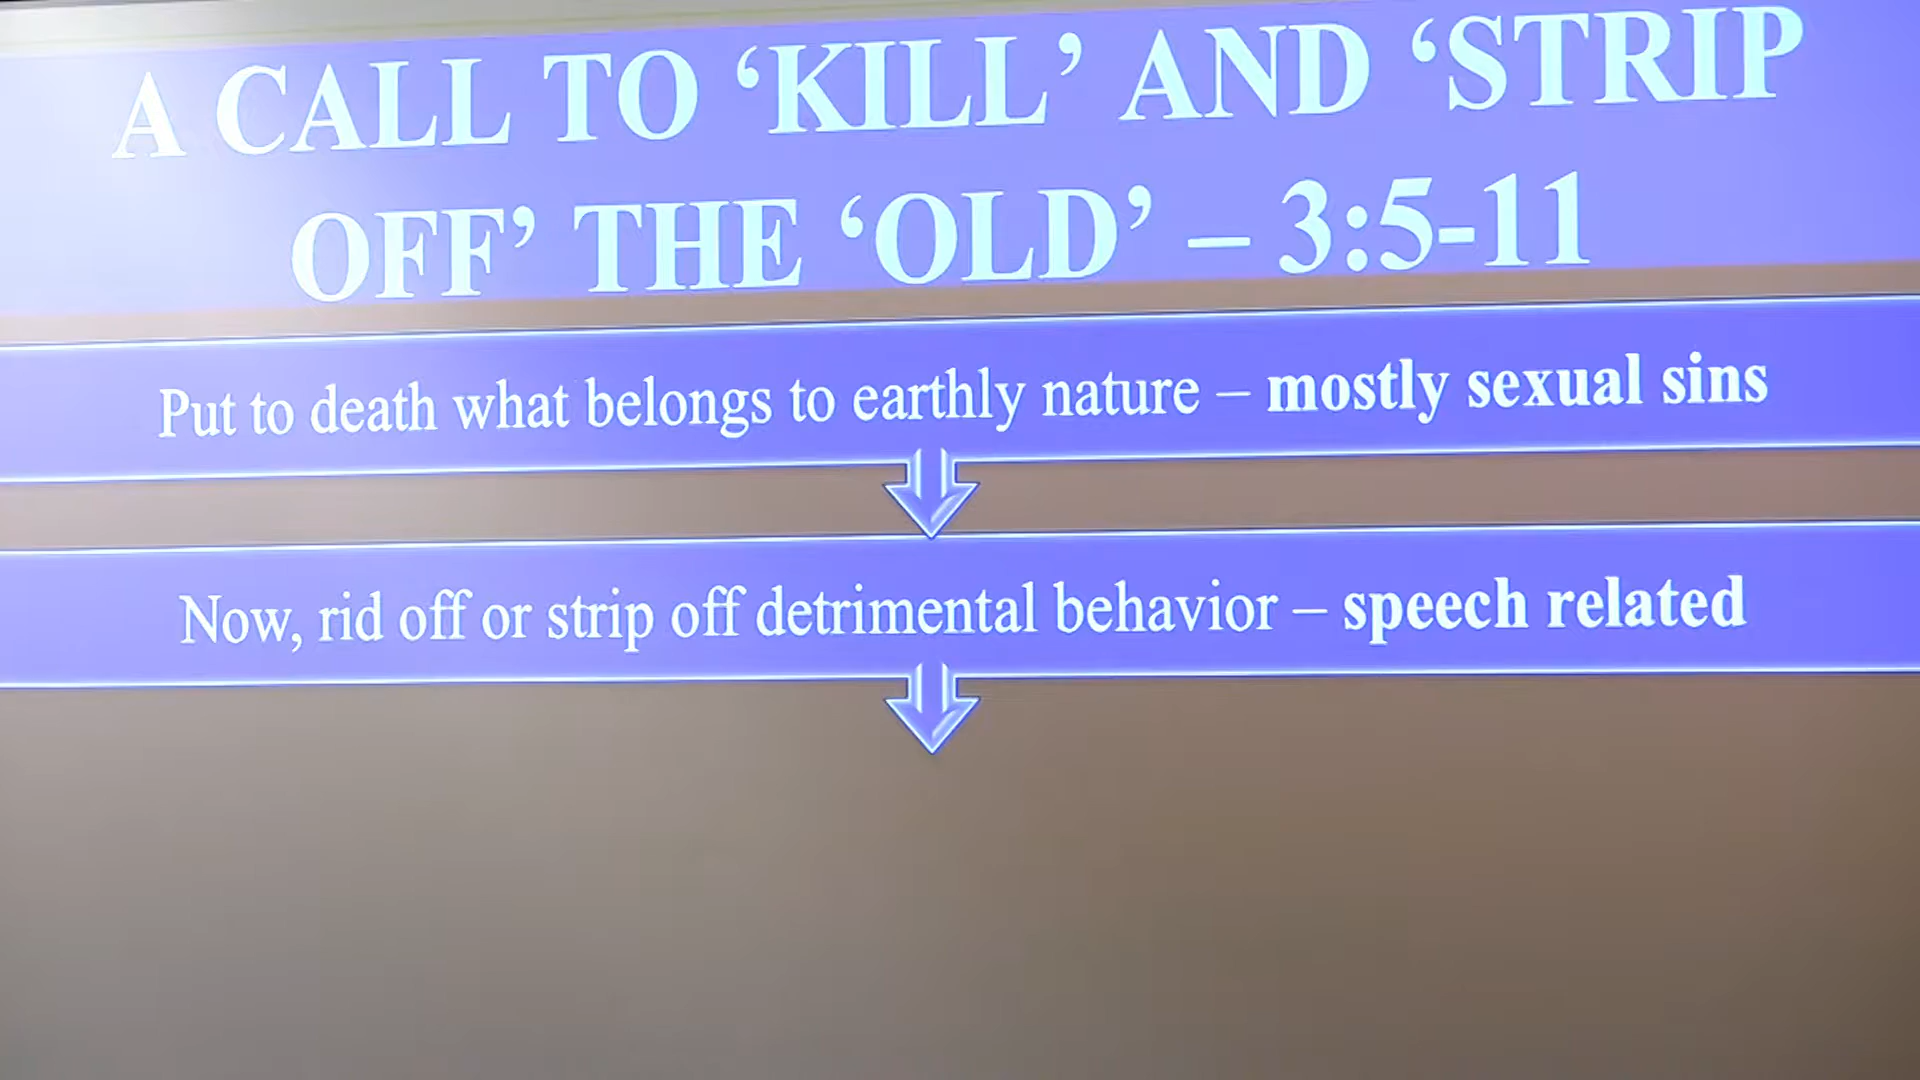 A CALL TO ‘KILL’ AND ‘STRIP
OFF’ THE ‘OLD’ – 3:5-11
Put to death what belongs to earthly nature – mostly sexual sins
Now, rid off or strip off detrimental behavior – speech related